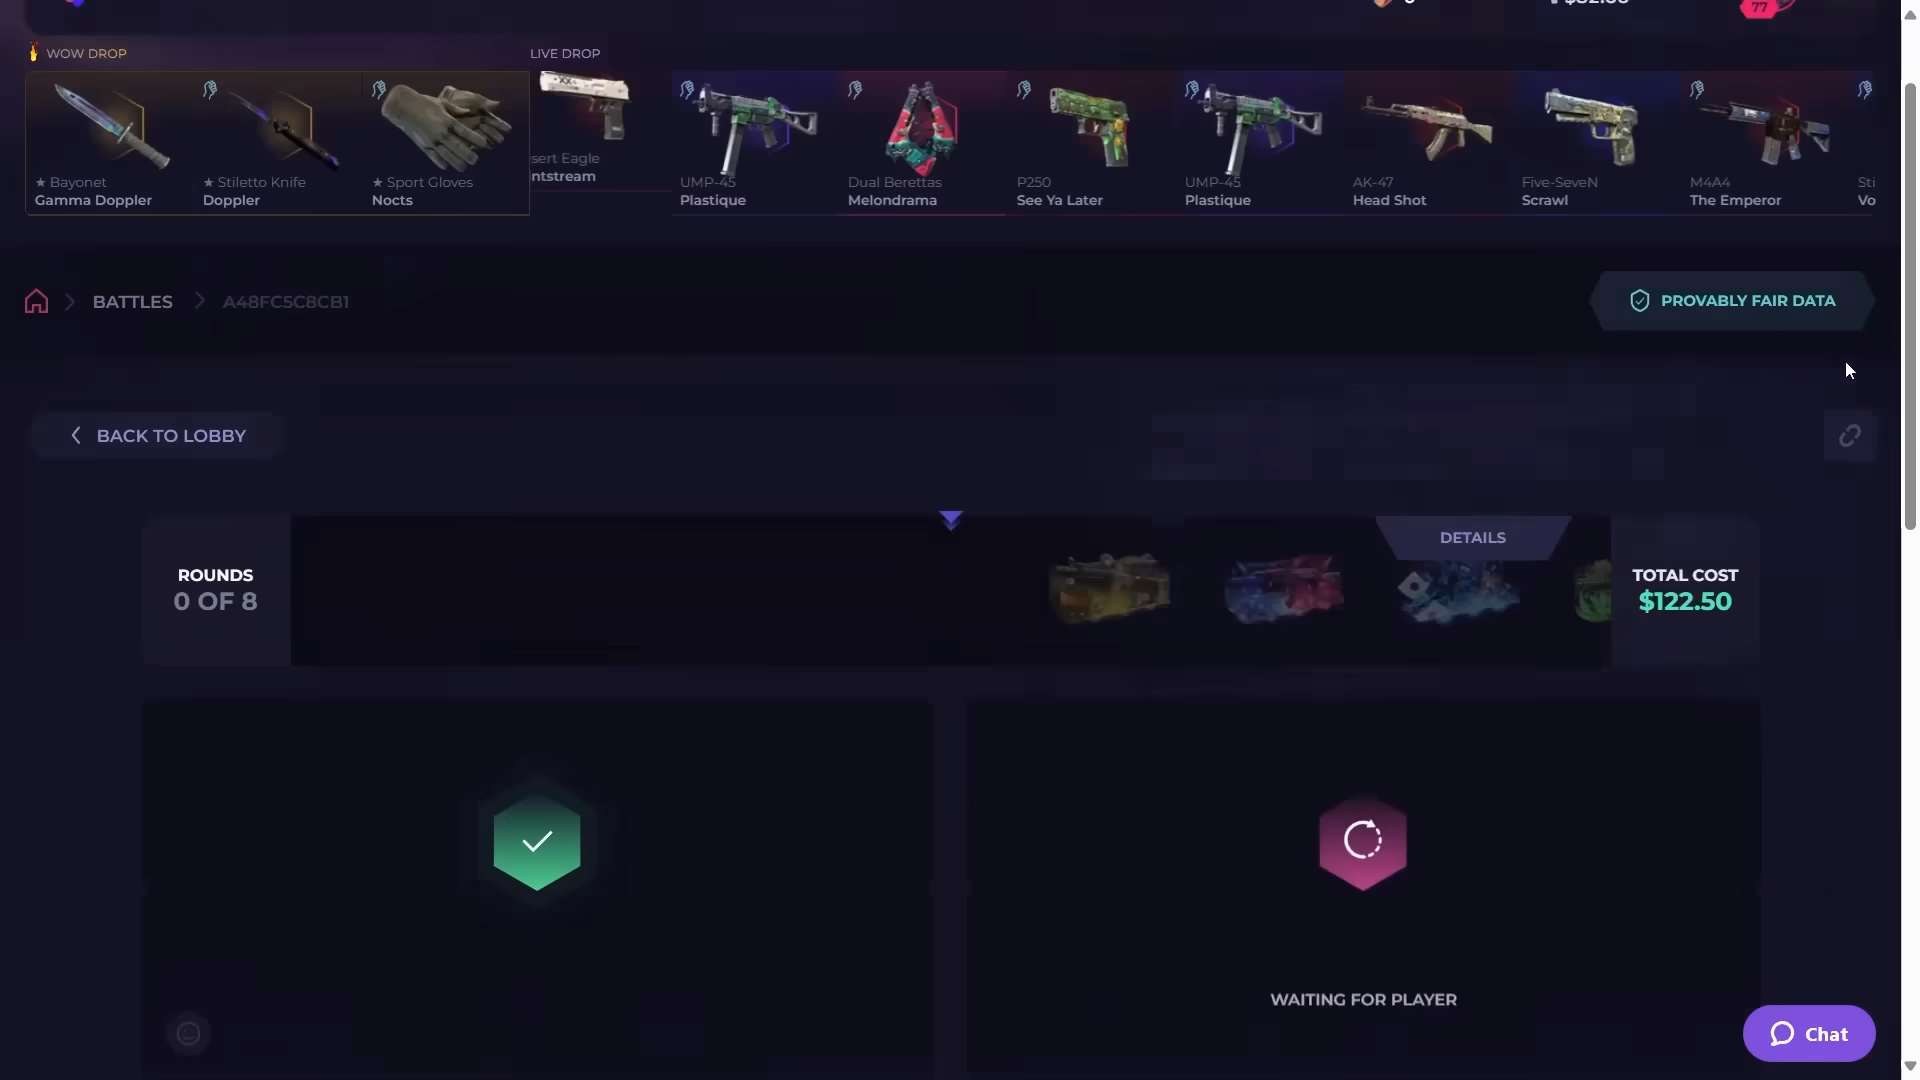 77
WOW DROP
LIVE DROP
★ Bayonet
Gamma Doppler
★ Stiletto Knife
Doppler
★ Sport Gloves
Nocts
sert Eagle
ntstream
UMP-45
Plastique
Dual Berettas
Melondrama
P250
See Ya Later
UMP-45
Plastique
AK-47
Head Shot
Five-SeveN
Scrawl
M4A4
The Emperor
Sti
Vo
BATTLES
A48FC5C8CB1
PROVABLY FAIR DATA
BACK TO LOBBY
DETAILS
ROUNDS
0 OF 8
TOTAL COST
$122.50
WAITING FOR PLAYER
Chat